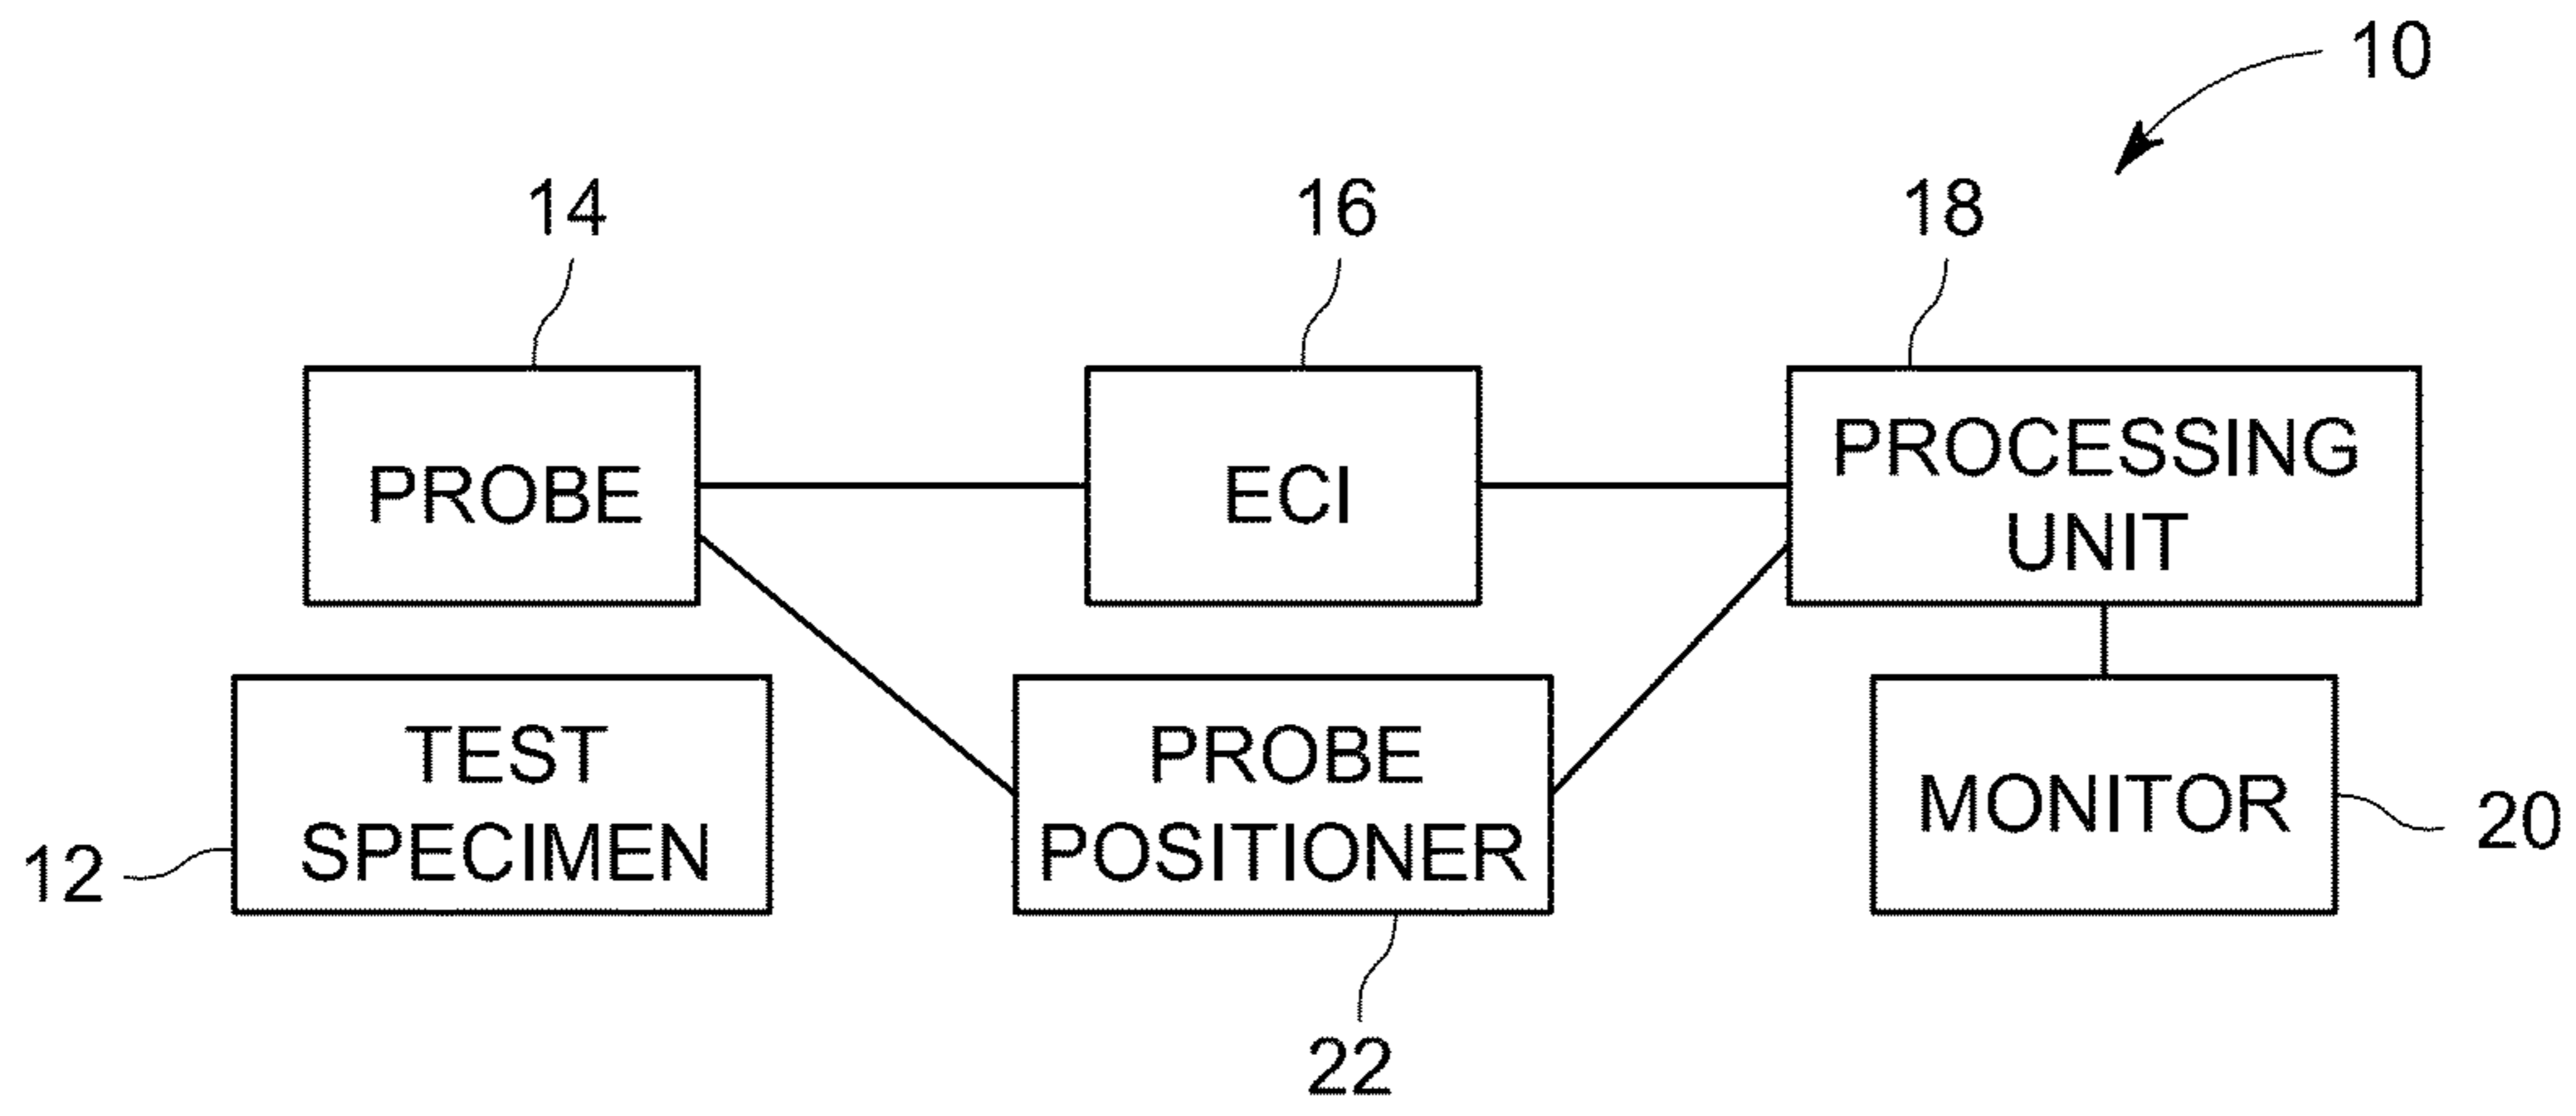 10
14
16
18
PROBE
ECI
PROCESSING
UNIT
TEST
SPECIMEN
PROBE
POSITIONER
MONITOR
12
20
22